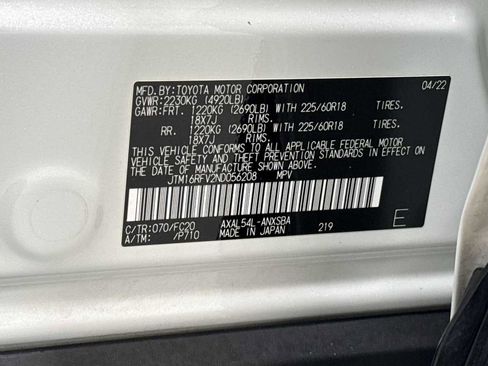 MFD.BY:TOYOTA MOTOR CORPORATION 04/22
GVWR:2230KG (4920LB)
GAWR:FRT. 1220KG (2690LB) WITH 225/60R18 TIRES,
18X7J RIMS,
RR. 1220KG (2690LB) WITH 225/60R18 TIRES,
18X7J RIMS,
THIS VEHICLE CONFORMS TO ALL APPLICABLE FEDERAL MOTOR
VEHICLE SAFETY AND THEFT PREVENTION STANDARDS IN EFFECT
ON THE DATE OF MANUFACTURE SHOWN ABOVE.
JTM16RFV2ND056208 MPV
C/TR:070/FC20 AXAL54L-ANXSBA
A/TM: /P710 MADE IN JAPAN 219 E